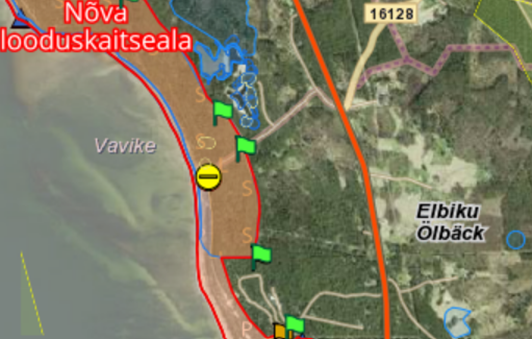 Nõva
looduskaitseala
16128
Vavike
S
S
S
S
Elbiku
Ölbäck
P